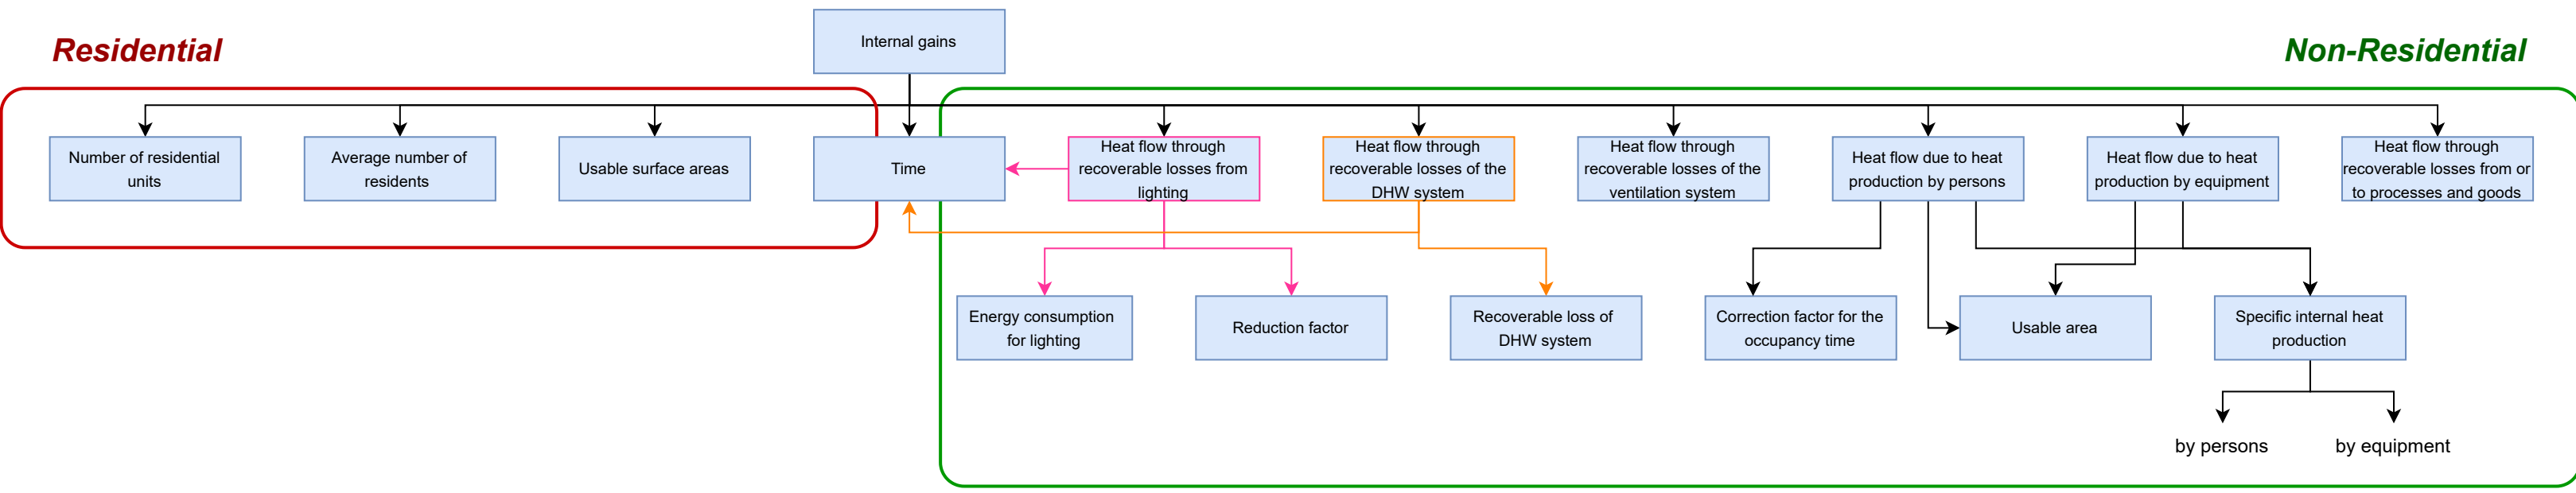 Internal gains
Residential
Non-Residential
Number of residential
units
Average number of
residents
Usable surface areas
Time
Heat flow through
recoverable losses from
lighting
Heat flow through
recoverable losses of the
DHW system
Heat flow through
recoverable losses of the
ventilation system
Heat flow due to heat
production by persons
Heat flow due to heat
production by equipment
Heat flow through
recoverable losses from or
to processes and goods
Energy consumption
for lighting
Reduction factor
Recoverable loss of
DHW system
Correction factor for the
occupancy time
Usable area
Specific internal heat
production
by persons
by equipment